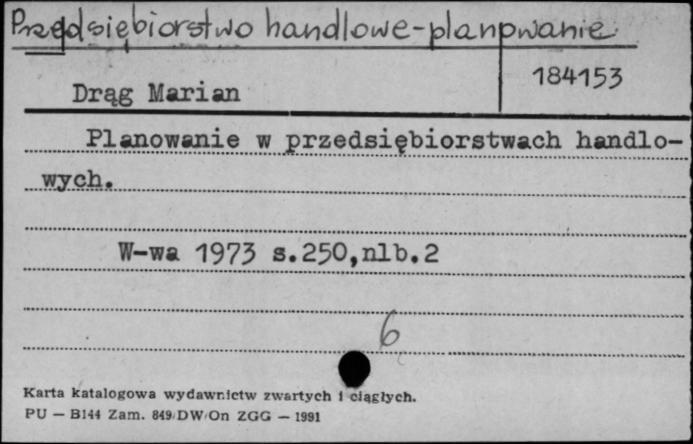 Przedsiębiorstwo handlowe-planowanie
184153
Drąg Marian
Planowanie w przedsiębiorstwach handlo-
wych.
W-wa 1973 s.250,nlb.2
6
Karta katalogowa wydawnictw zwartych i ciągłych.
PU — B144 Zam. 849/DW/On ZGG — 1991